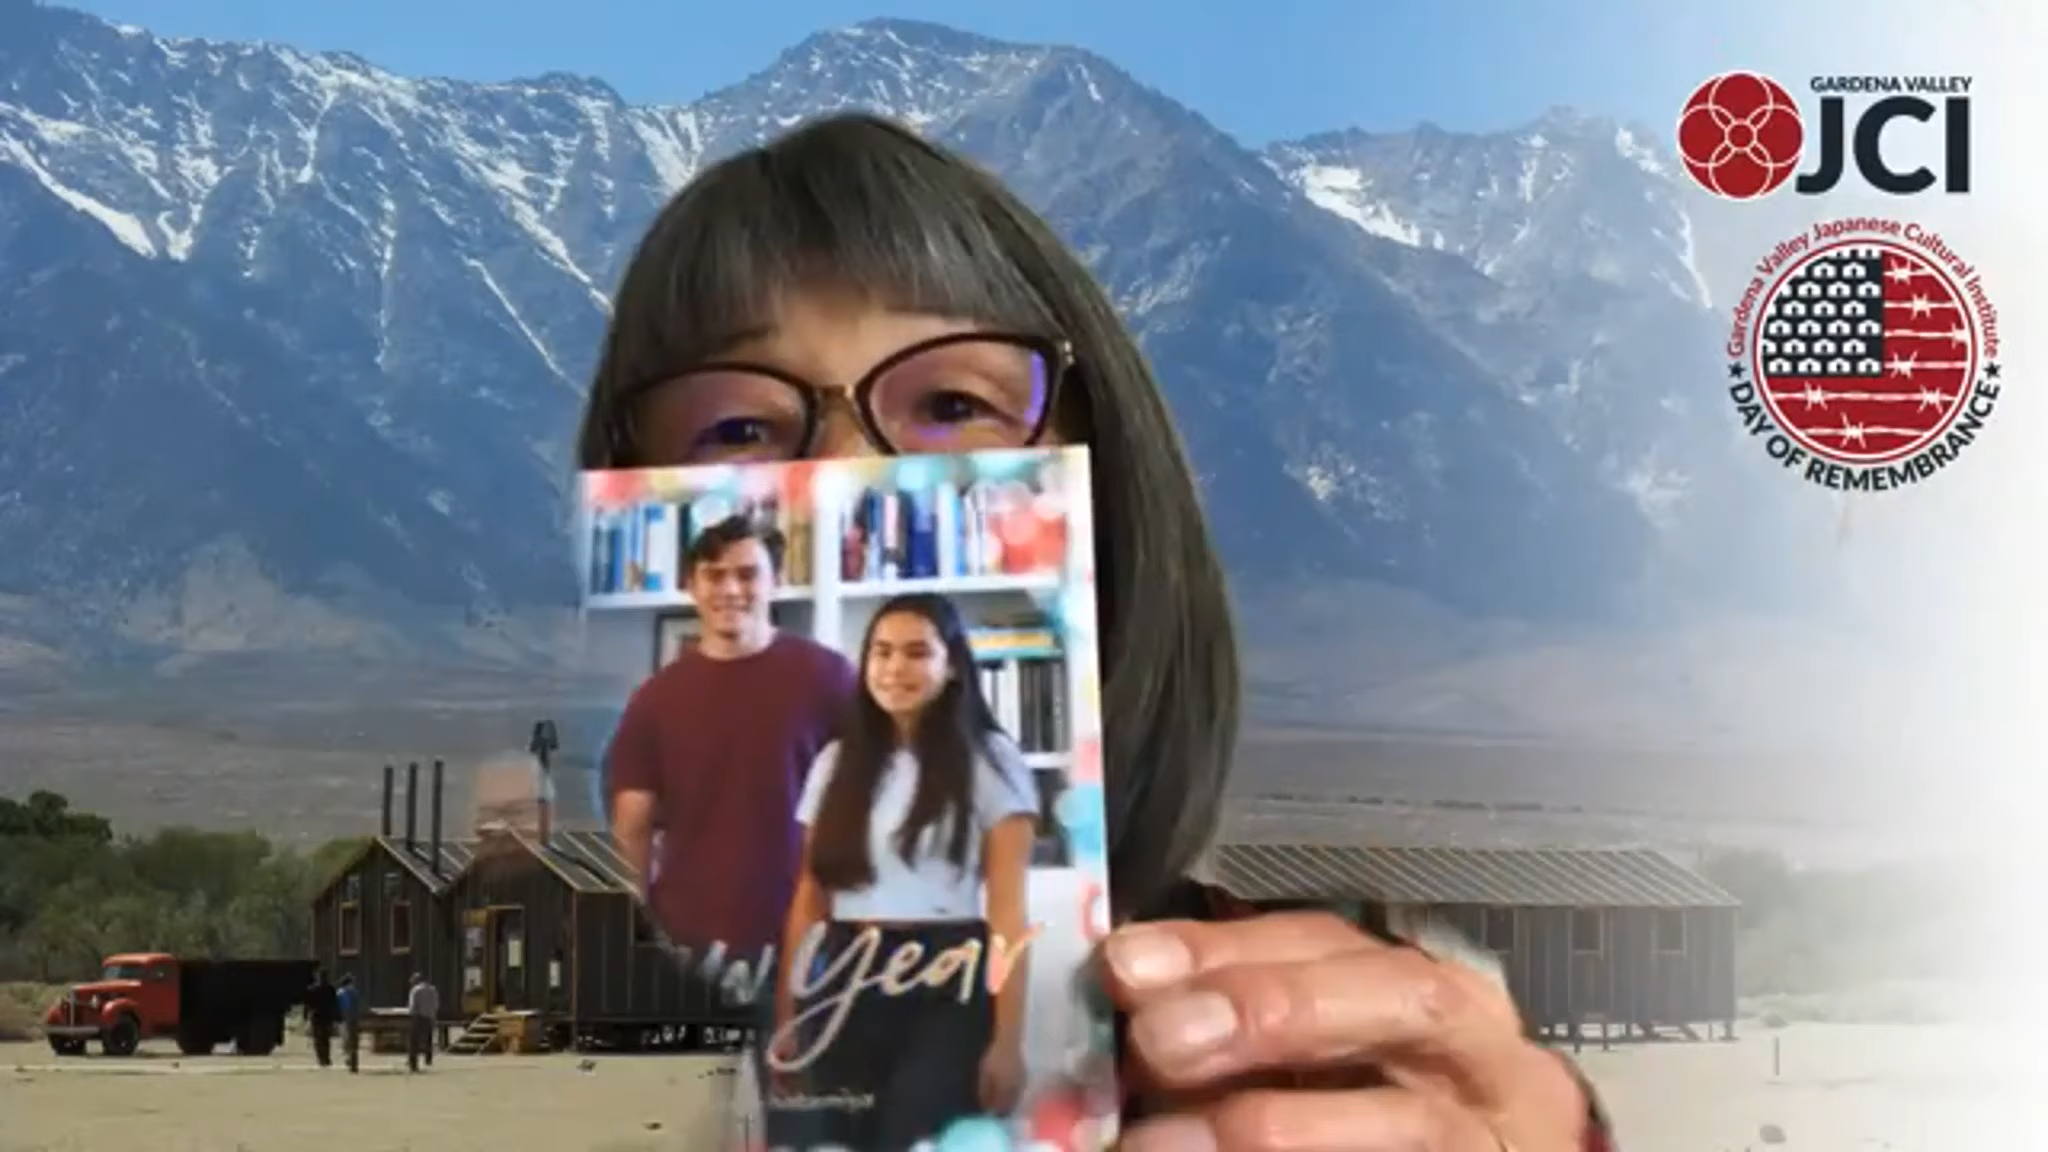 GARDENA VALLEY
JCI
Gardena Valley Japanese Cultural Institute
★ DAY OF REMEMBRANCE ★
Year